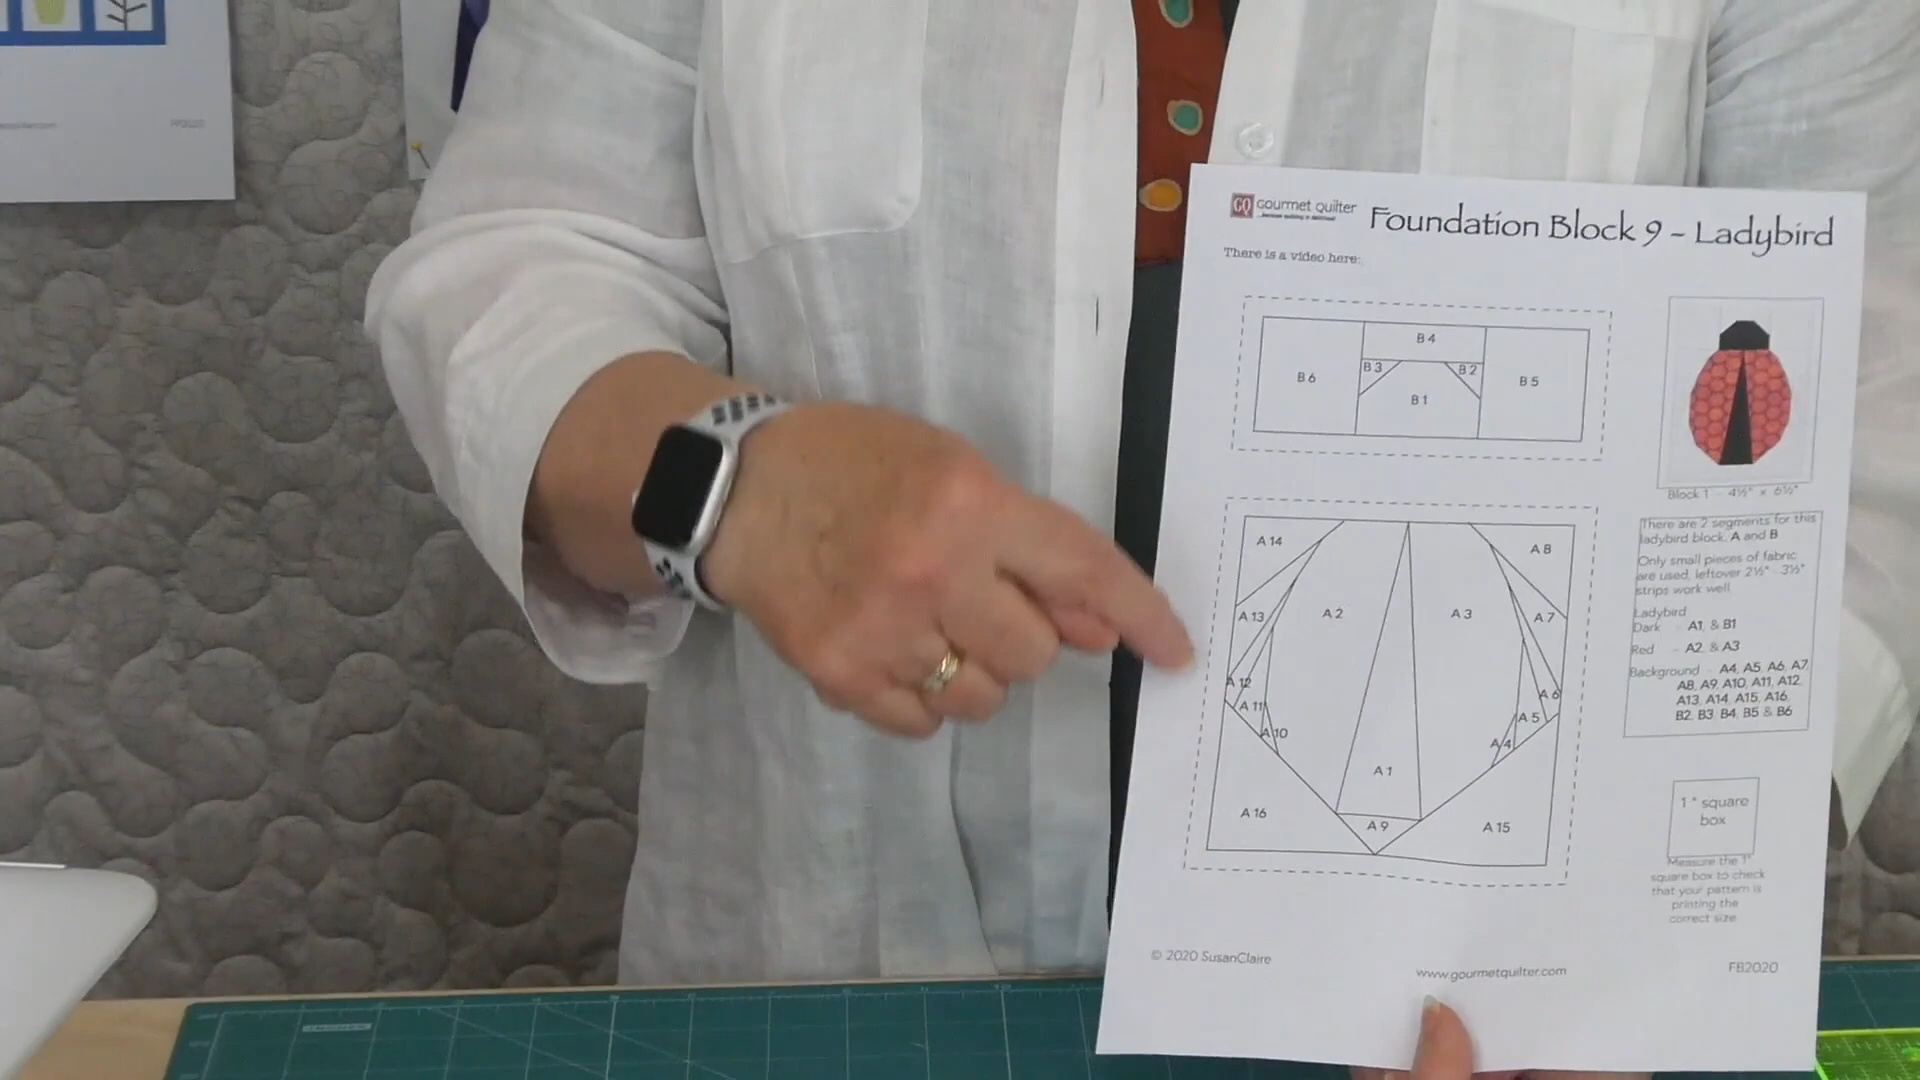 GQ Gourmet Quilter
Foundation Block 9 - Ladybird
There is a video here:
B 4
B 3
B 2
B 6
B 5
B 1
Block 1 - 4½" x 6½"
There are 2 segments for this
ladybird block, A and B
Only small pieces of fabric
are used, leftover 2½" - 3½"
strips work well
Ladybird
Dark - A1, & B1
Red - A2, & A3
Background - A4, A5, A6, A7,
A8, A9, A10, A11, A12,
A13, A14, A15, A16,
B2, B3, B4, B5 & B6
A 14
A 8
A 13
A 2
A 3
A 7
A 12
A 6
A 11
A 5
A 10
A 4
A 1
A 16
A 9
A 15
1 " square
box
Measure the 1"
square box to check
that your pattern is
printing the
correct size
© 2020 SusanClaire
www.gourmetquilter.com
FB2020